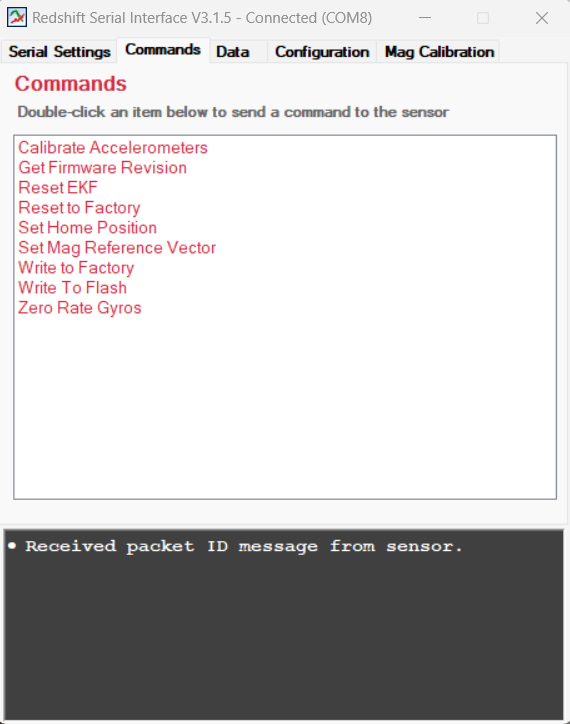 Redshift Serial Interface V3.1.5 - Connected (COM8)
Serial Settings Commands Data Configuration Mag Calibration
Commands
Double-click an item below to send a command to the sensor
Calibrate Accelerometers
Get Firmware Revision
Reset EKF
Reset to Factory
Set Home Position
Set Mag Reference Vector
Write to Factory
Write To Flash
Zero Rate Gyros
• Received packet ID message from sensor.